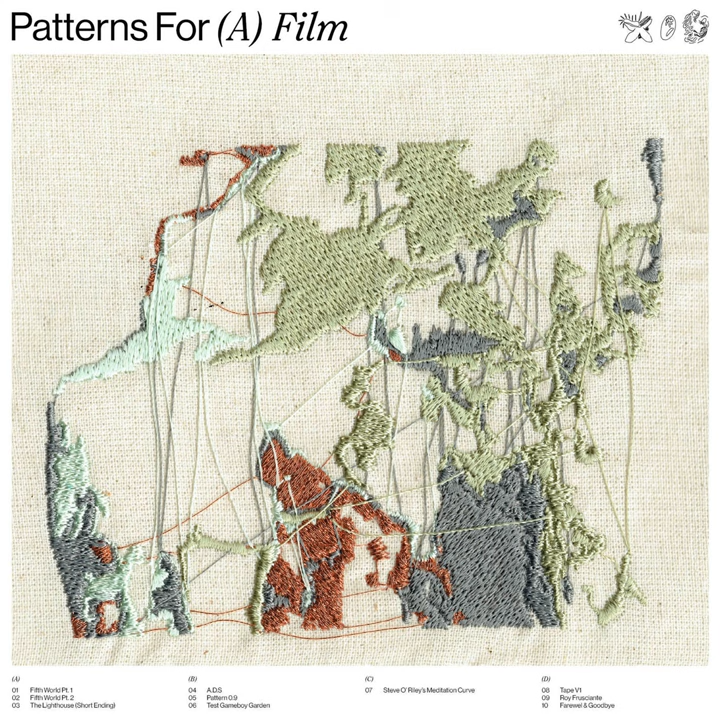 Patterns For (A) Film
(A)
01 Fifth World Pt. 1
02 Fifth World Pt. 2
03 The Lighthouse (Short Ending)
(B)
04 A.D.S
05 Pattern 0.9
06 Test Gameboy Garden
(C)
07 Steve O' Riley's Meditation Curve
(D)
08 Tape V1
09 Roy Frusciante
10 Farewel & Goodbye